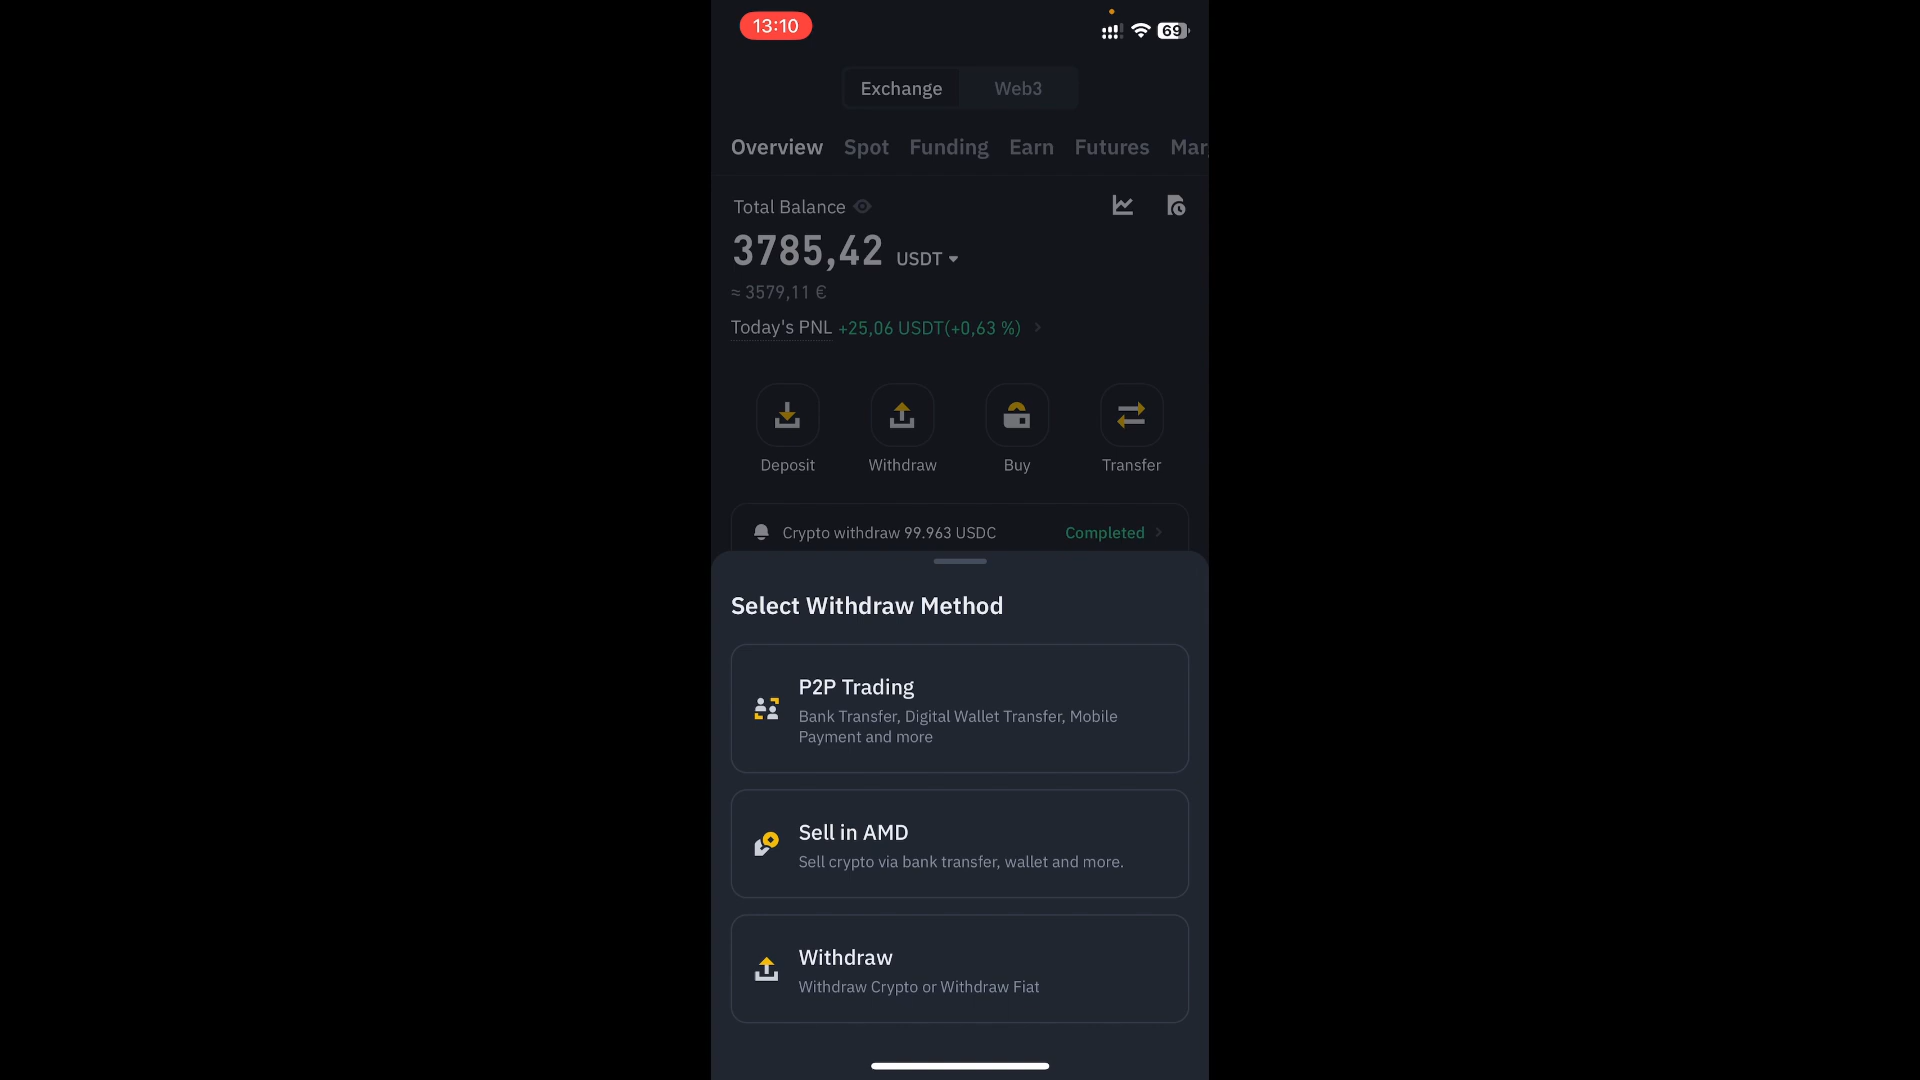 13:10
69
Exchange Web3
Overview Spot Funding Earn Futures Mar
Total Balance
3785,42 USDT
≈ 3579,11 €
Today's PNL +25,06 USDT(+0,63 %)
Deposit Withdraw Buy Transfer
Crypto withdraw 99.963 USDC Completed
Select Withdraw Method
P2P Trading
Bank Transfer, Digital Wallet Transfer, Mobile
Payment and more
Sell in AMD
Sell crypto via bank transfer, wallet and more.
Withdraw
Withdraw Crypto or Withdraw Fiat